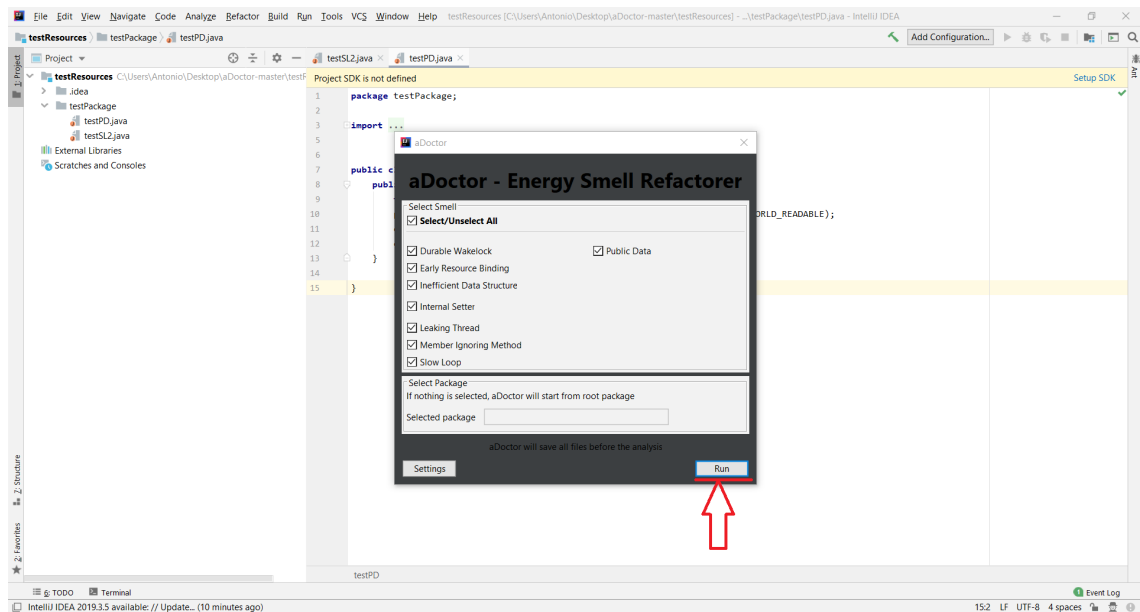 File Edit View Navigate Code Analyze Refactor Build Run Tools VCS Window Help testResources [C:\Users\Antonio\Desktop\aDoctor-master\testResources] - ...\testPackage\testPD.java - IntelliJ IDEA
testResources testPackage testPD.java Add Configuration...
1: Project
Project
testSL2.java testPD.java
Ant
testResources C:\Users\Antonio\Desktop\aDoctor-master\testF
Project SDK is not defined Setup SDK
.idea
testPackage
testPD.java
testSL2.java
External Libraries
Scratches and Consoles
1 package testPackage;
2
3 import ...
5
6
7 public c
8 publ
9
10 ORLD_READABLE);
11
12
13 }
14
15 }
aDoctor
aDoctor - Energy Smell Refactorer
Select Smell
Select/Unselect All
Durable Wakelock Public Data
Early Resource Binding
Inefficient Data Structure
Internal Setter
Leaking Thread
Member Ignoring Method
Slow Loop
Select Package
If nothing is selected, aDoctor will start from root package
Selected package
aDoctor will save all files before the analysis
Settings Run
7: Structure
2: Favorites
testPD
6: TODO Terminal Event Log
IntelliJ IDEA 2019.3.5 available: // Update... (10 minutes ago) 15:2 LF UTF-8 4 spaces